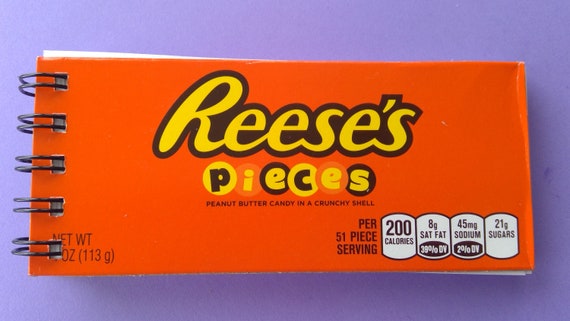 Reese's
pieces
PEANUT BUTTER CANDY IN A CRUNCHY SHELL
PER
51 PIECE
SERVING
200
CALORIES
8g
SAT FAT
39% DV
45mg
SODIUM
2% DV
21g
SUGARS
NET WT
OZ (113 g)